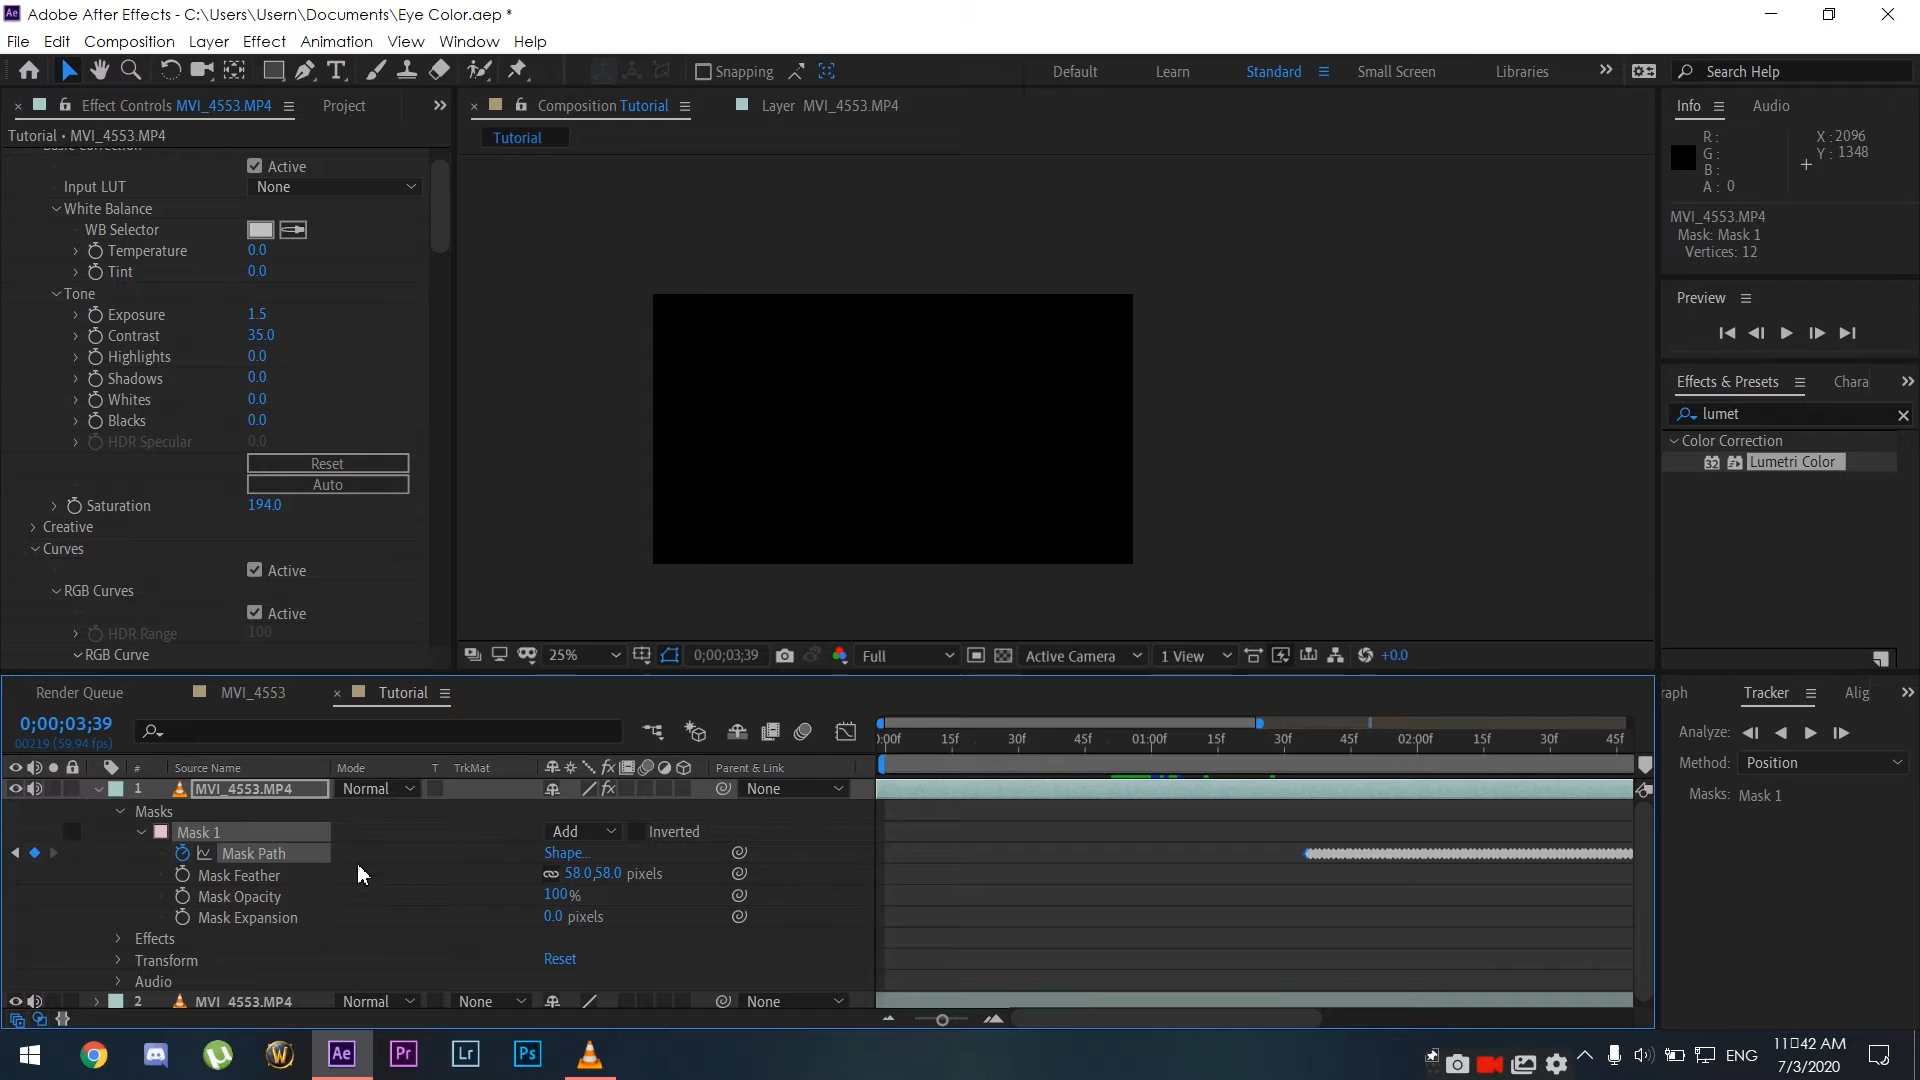 Adobe After Effects - C:\Users\Usern\Documents\Eye Color.aep *
File Edit Composition Layer Effect Animation View Window Help
Snapping Default Learn Standard Small Screen Libraries Search Help
Effect Controls MVI_4553.MP4 Project
Composition Tutorial Layer MVI_4553.MP4
Info Audio
Tutorial • MVI_4553.MP4
Tutorial
R :
G :
B :
A : 0
X : 2096
Y : 1348
Basic Correction
Active
Input LUT None
White Balance
WB Selector
Temperature 0.0
Tint 0.0
Tone
Exposure 1.5
Contrast 35.0
Highlights 0.0
Shadows 0.0
Whites 0.0
Blacks 0.0
HDR Specular 0.0
Reset
Auto
Saturation 194.0
Creative
Curves
Active
RGB Curves
Active
HDR Range 100
RGB Curve
MVI_4553.MP4
Mask: Mask 1
Vertices: 12
Preview
Effects & Presets Chara
lumet
Color Correction
32 Lumetri Color
25% 0;00;03;39 Full Active Camera 1 View +0.0
Render Queue MVI_4553 Tutorial
0;00;03;39
00219 (59.94 fps)
):00f 15f 30f 45f 01:00f 15f 30f 45f 02:00f 15f 30f 45f
# Source Name Mode T TrkMat fx Parent & Link
1 MVI_4553.MP4 Normal fx None
Masks
Mask 1 Add Inverted
Mask Path Shape...
Mask Feather 58.0,58.0 pixels
Mask Opacity 100%
Mask Expansion 0.0 pixels
Effects
Transform Reset
Audio
2 MVI_4553.MP4 Normal None None
raph Tracker Alig
Analyze:
Method: Position
Masks: Mask 1
Ae Pr Lr Ps
ENG
11:42 AM
7/3/2020